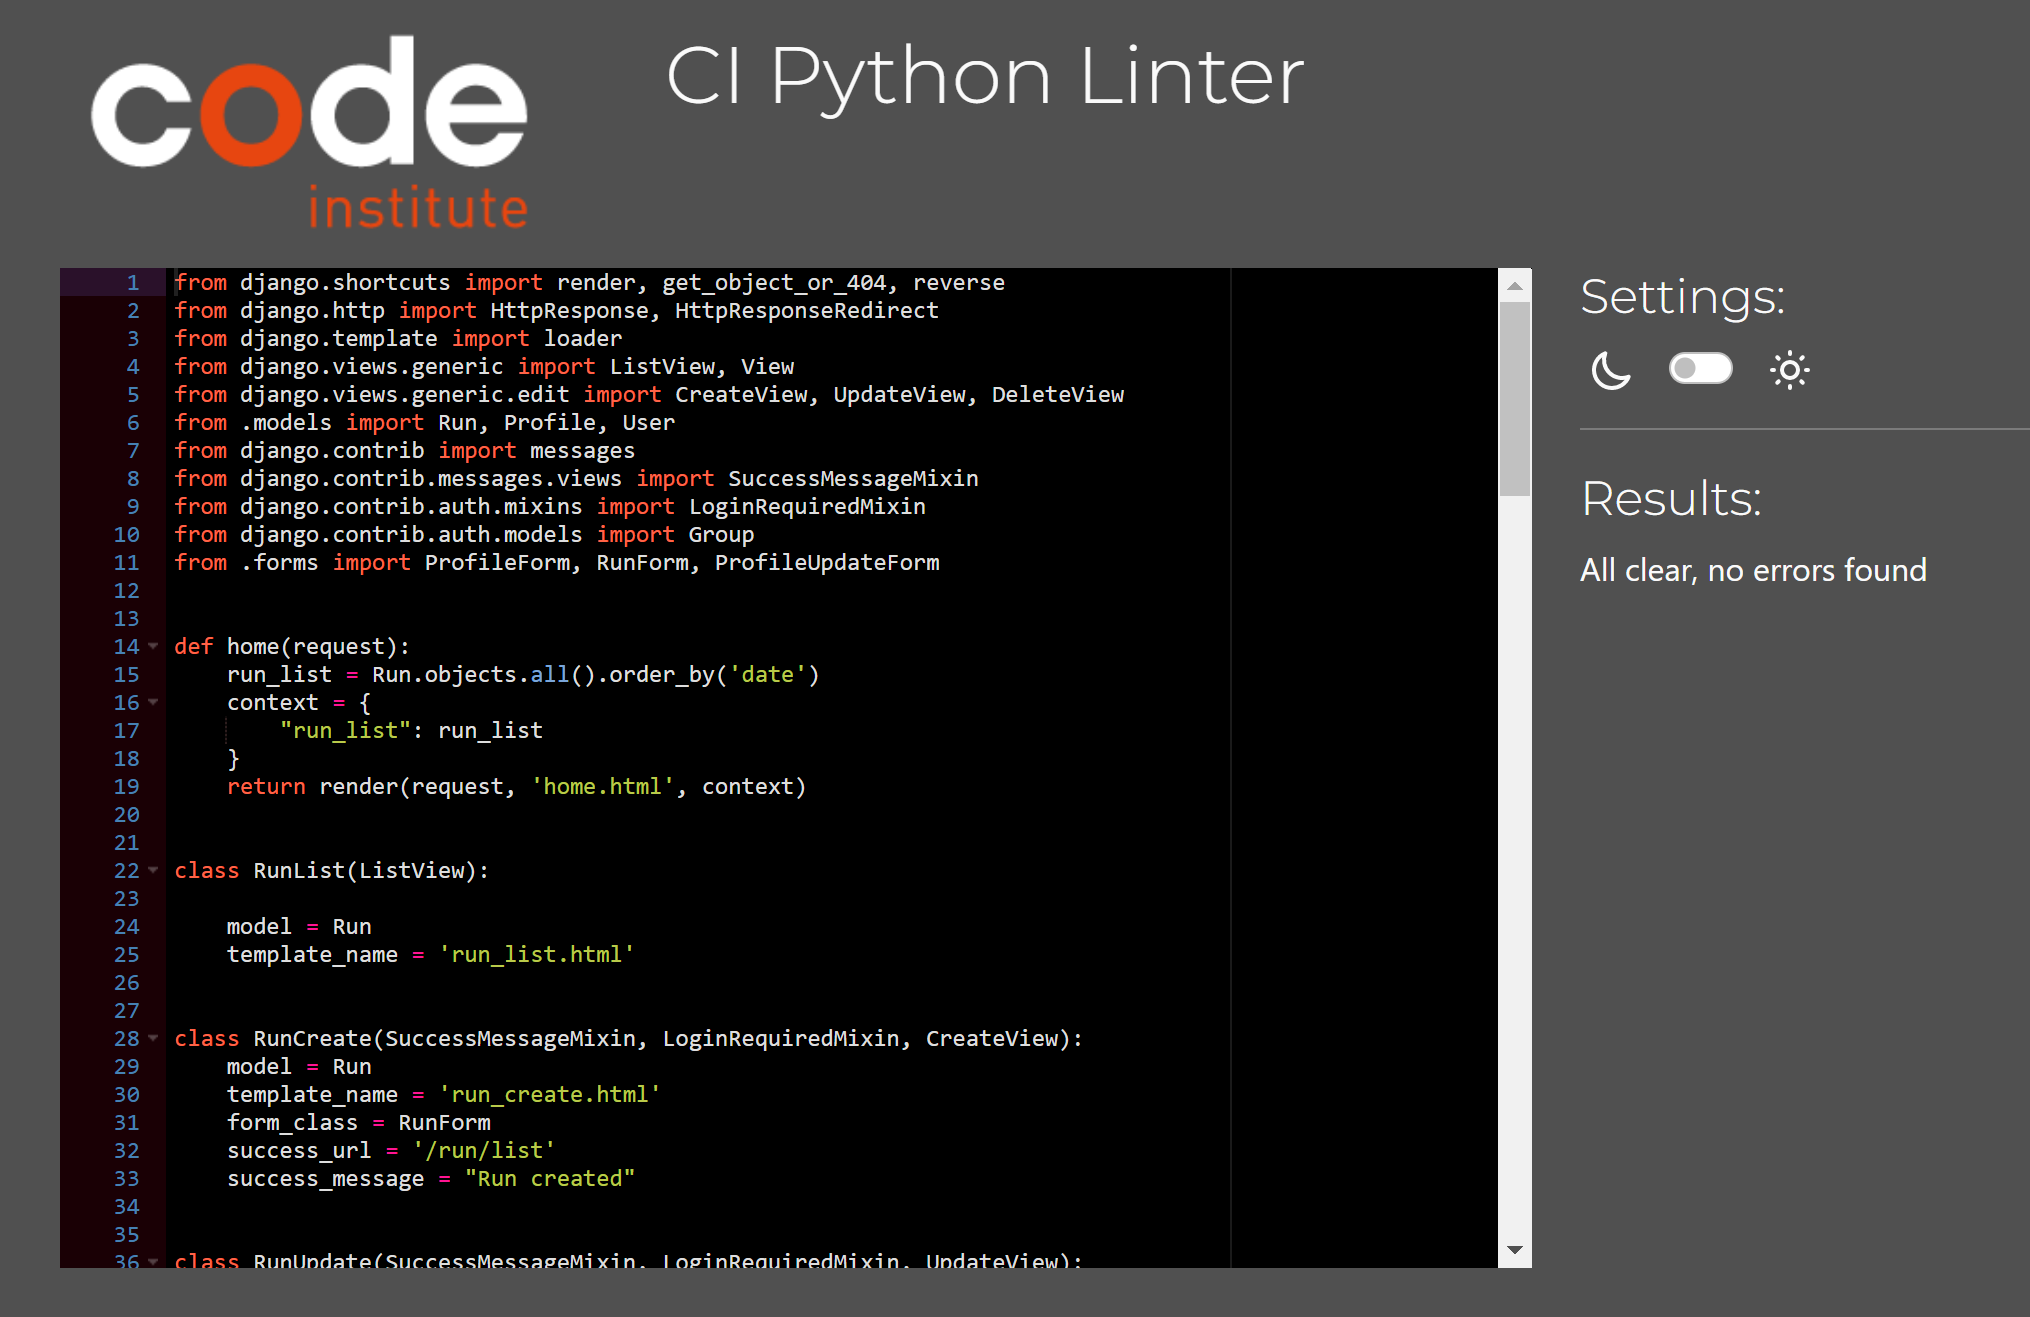 code
institute
CI Python Linter
1 from django.shortcuts import render, get_object_or_404, reverse
2 from django.http import HttpResponse, HttpResponseRedirect
3 from django.template import loader
4 from django.views.generic import ListView, View
5 from django.views.generic.edit import CreateView, UpdateView, DeleteView
6 from .models import Run, Profile, User
7 from django.contrib import messages
8 from django.contrib.messages.views import SuccessMessageMixin
9 from django.contrib.auth.mixins import LoginRequiredMixin
10 from django.contrib.auth.models import Group
11 from .forms import ProfileForm, RunForm, ProfileUpdateForm
12
13
14 def home(request):
15     run_list = Run.objects.all().order_by('date')
16     context = {
17         "run_list": run_list
18     }
19     return render(request, 'home.html', context)
20
21
22 class RunList(ListView):
23
24     model = Run
25     template_name = 'run_list.html'
26
27
28 class RunCreate(SuccessMessageMixin, LoginRequiredMixin, CreateView):
29     model = Run
30     template_name = 'run_create.html'
31     form_class = RunForm
32     success_url = '/run/list'
33     success_message = "Run created"
34
35
36 class RunUpdate(SuccessMessageMixin, LoginRequiredMixin, UpdateView):
Settings:
Results:
All clear, no errors found